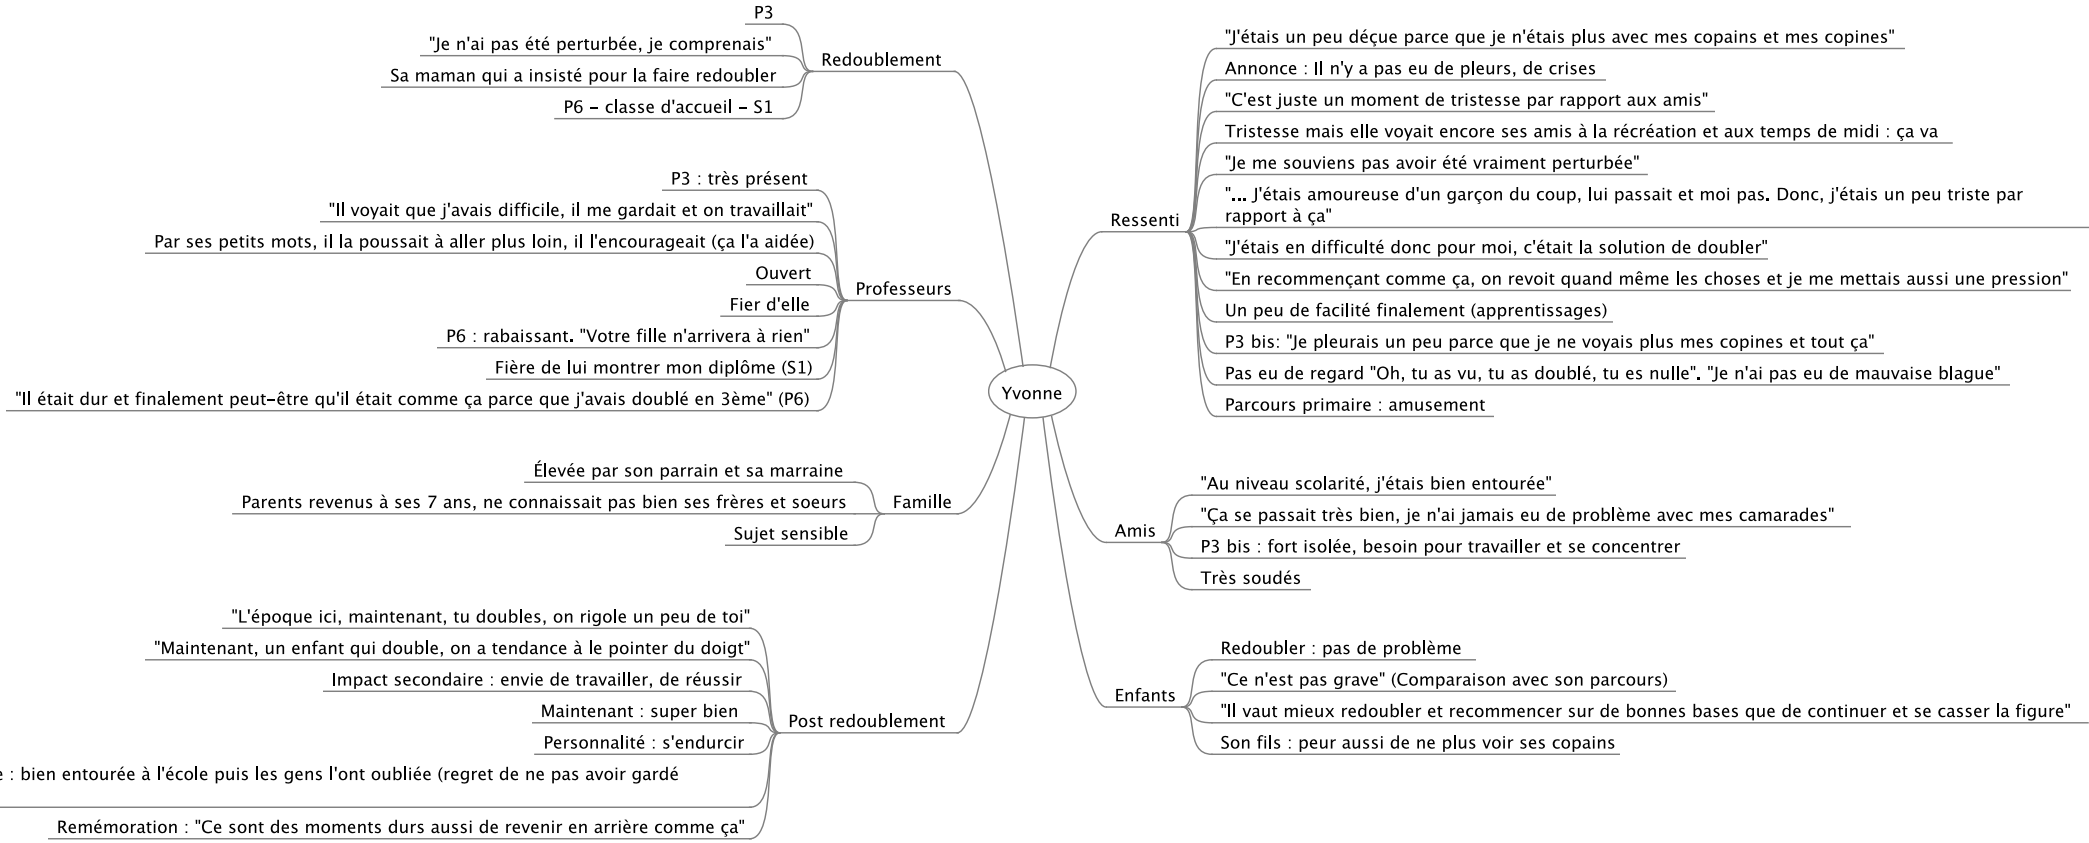 Yvonne
Redoublement
P3
"Je n'ai pas été perturbée, je comprenais"
Sa maman qui a insisté pour la faire redoubler
P6 – classe d'accueil – S1
Professeurs
P3 : très présent
"Il voyait que j'avais difficile, il me gardait et on travaillait"
Par ses petits mots, il la poussait à aller plus loin, il l'encourageait (ça l'a aidée)
Ouvert
Fier d'elle
P6 : rabaissant. "Votre fille n'arrivera à rien"
Fière de lui montrer mon diplôme (S1)
"Il était dur et finalement peut-être qu'il était comme ça parce que j'avais doublé en 3ème" (P6)
Famille
Élevée par son parrain et sa marraine
Parents revenus à ses 7 ans, ne connaissait pas bien ses frères et soeurs
Sujet sensible
Post redoublement
"L'époque ici, maintenant, tu doubles, on rigole un peu de toi"
"Maintenant, un enfant qui double, on a tendance à le pointer du doigt"
Impact secondaire : envie de travailler, de réussir
Maintenant : super bien
Personnalité : s'endurcir
: bien entourée à l'école puis les gens l'ont oubliée (regret de ne pas avoir gardé
Remémoration : "Ce sont des moments durs aussi de revenir en arrière comme ça"
Ressenti
"J'étais un peu déçue parce que je n'étais plus avec mes copains et mes copines"
Annonce : Il n'y a pas eu de pleurs, de crises
"C'est juste un moment de tristesse par rapport aux amis"
Tristesse mais elle voyait encore ses amis à la récréation et aux temps de midi : ça va
"Je me souviens pas avoir été vraiment perturbée"
"... J'étais amoureuse d'un garçon du coup, lui passait et moi pas. Donc, j'étais un peu triste par
rapport à ça"
"J'étais en difficulté donc pour moi, c'était la solution de doubler"
"En recommençant comme ça, on revoit quand même les choses et je me mettais aussi une pression"
Un peu de facilité finalement (apprentissages)
P3 bis: "Je pleurais un peu parce que je ne voyais plus mes copines et tout ça"
Pas eu de regard "Oh, tu as vu, tu as doublé, tu es nulle". "Je n'ai pas eu de mauvaise blague"
Parcours primaire : amusement
Amis
"Au niveau scolarité, j'étais bien entourée"
"Ça se passait très bien, je n'ai jamais eu de problème avec mes camarades"
P3 bis : fort isolée, besoin pour travailler et se concentrer
Très soudés
Enfants
Redoubler : pas de problème
"Ce n'est pas grave" (Comparaison avec son parcours)
"Il vaut mieux redoubler et recommencer sur de bonnes bases que de continuer et se casser la figure"
Son fils : peur aussi de ne plus voir ses copains